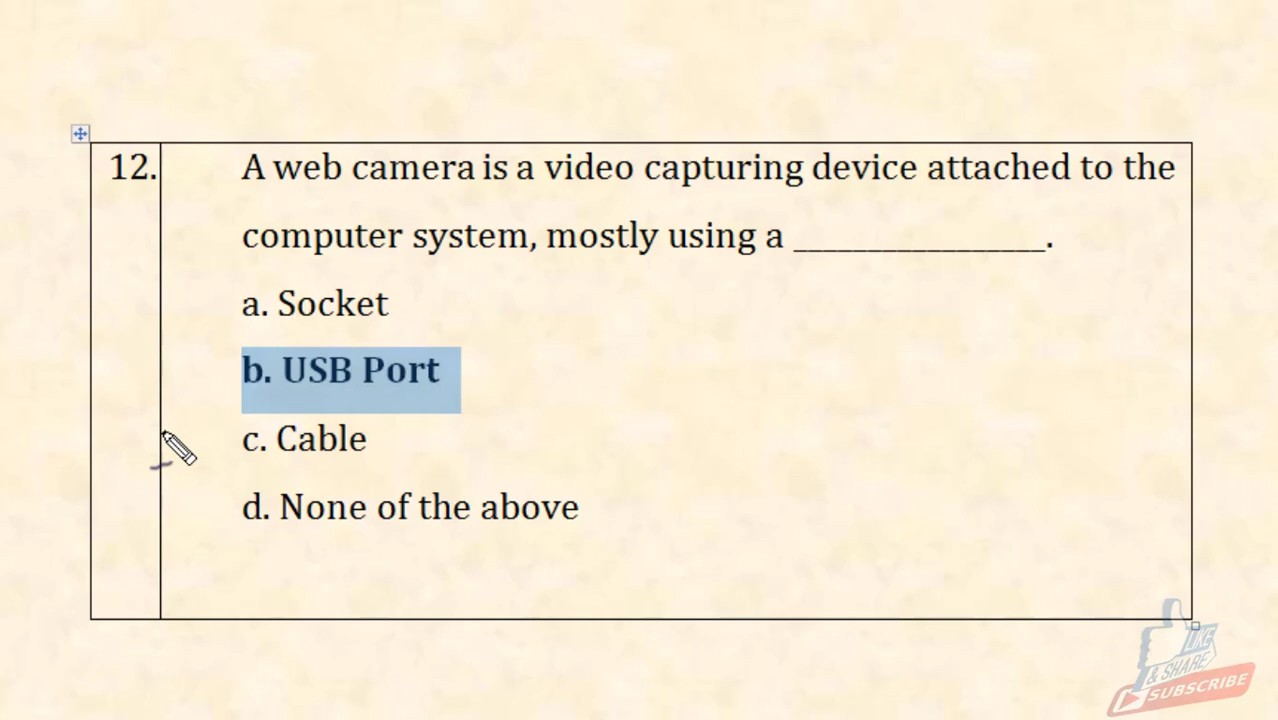 12. A web camera is a video capturing device attached to the
computer system, mostly using a _________________.
a. Socket
b. USB Port
c. Cable
d. None of the above
LIKE
& SHARE
SUBSCRIBE